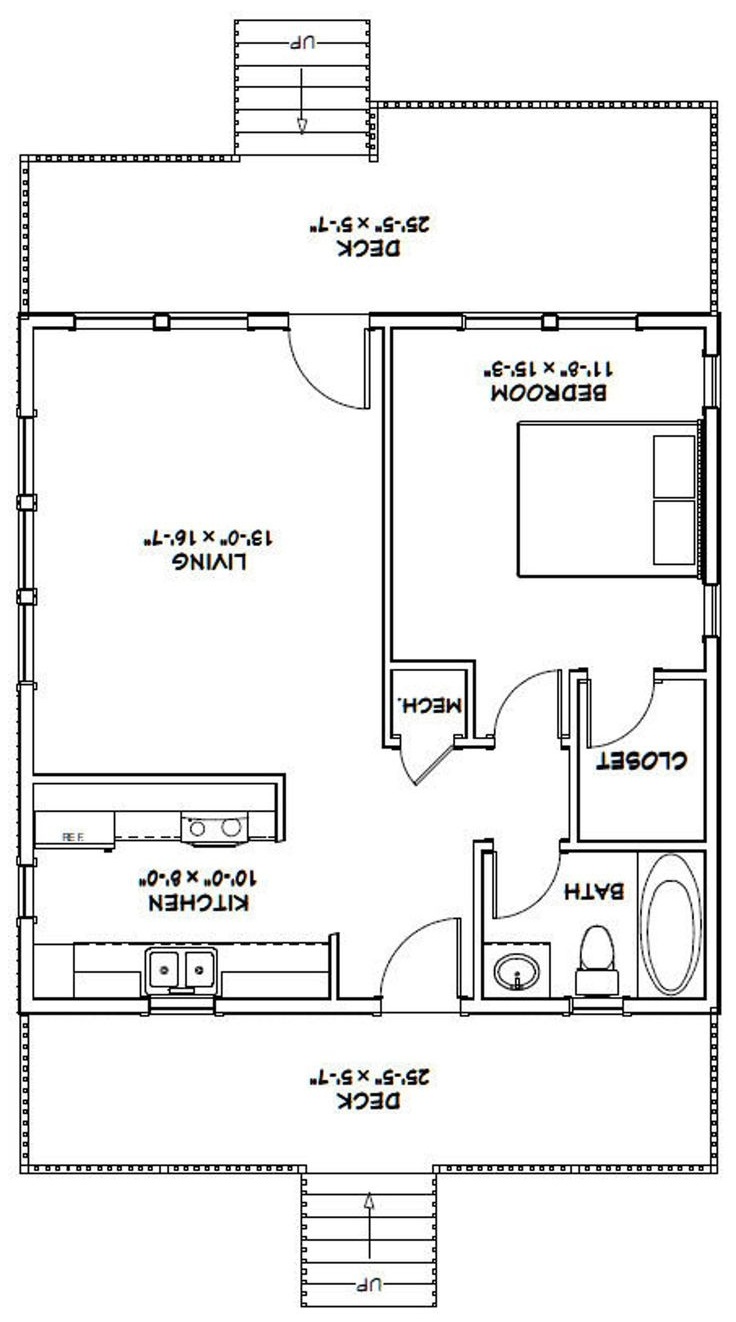 UP
DECK
25'-5" x 5'-7"
BATH
KITCHEN
10'-0" x 8'-0"
REF.
CLOSET
MECH.
LIVING
13'-0" x 16'-7"
BEDROOM
11'-8" x 15'-3"
DECK
25'-5" x 5'-7"
UP